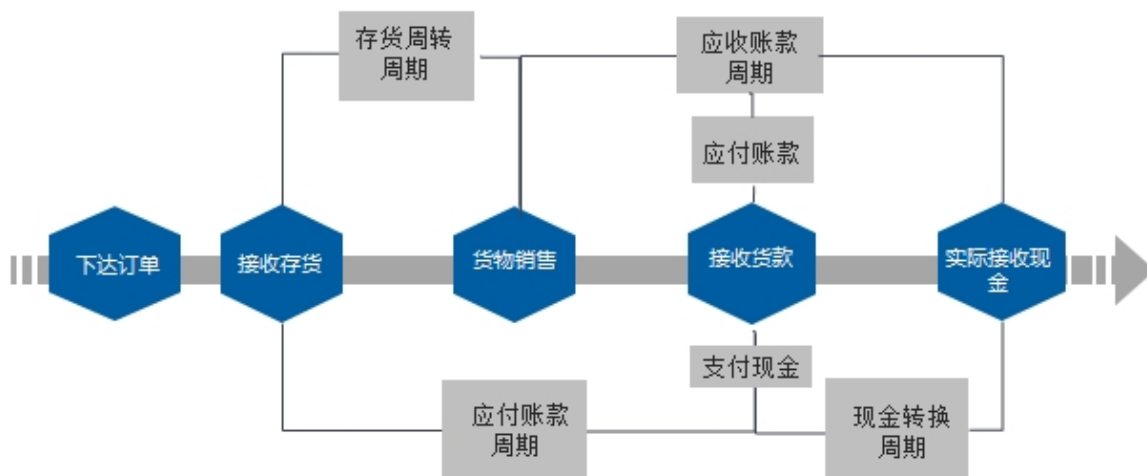 存货周转
周期
应收账款
周期
应付账款
下达订单
接收存货
货物销售
接收货款
实际接收现
金
支付现金
应付账款
周期
现金转换
周期